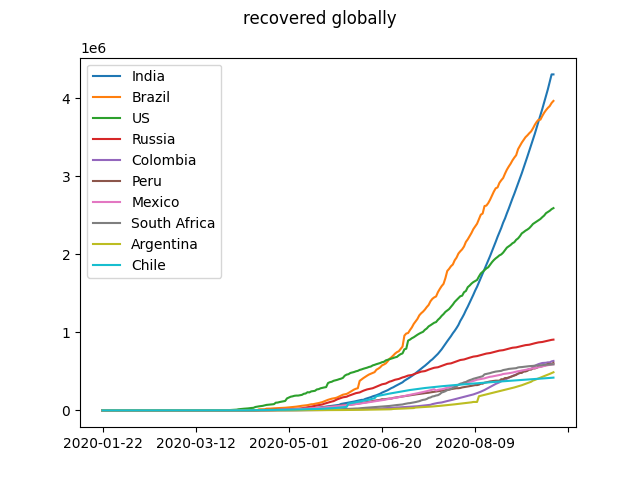 recovered globally
1e6
India
Brazil
US
Russia
Colombia
Peru
Mexico
South Africa
Argentina
Chile
4
3
2
1
0
2020-01-22 2020-03-12 2020-05-01 2020-06-20 2020-08-09